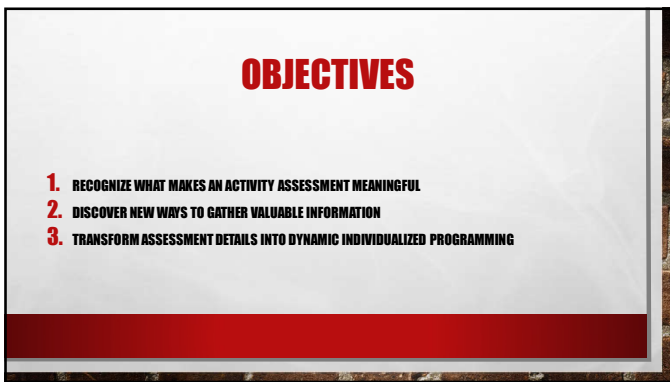 OBJECTIVES
1. RECOGNIZE WHAT MAKES AN ACTIVITY ASSESSMENT MEANINGFUL
2. DISCOVER NEW WAYS TO GATHER VALUABLE INFORMATION
3. TRANSFORM ASSESSMENT DETAILS INTO DYNAMIC INDIVIDUALIZED PROGRAMMING